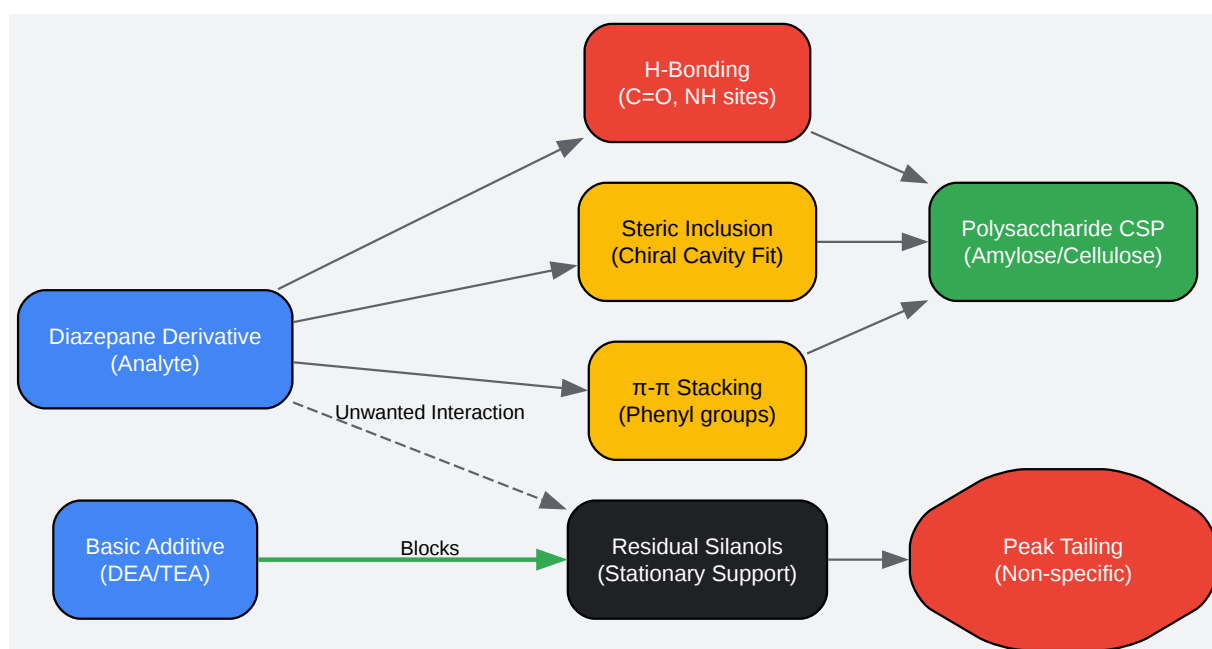 H-Bonding
(C=O, NH sites)
Steric Inclusion
(Chiral Cavity Fit)
Polysaccharide CSP
(Amylose/Cellulose)
Diazepane Derivative
(Analyte)
π-π Stacking
(Phenyl groups)
Unwanted Interaction
Basic Additive
(DEA/TEA)
Blocks
Residual Silanols
(Stationary Support)
Peak Tailing
(Non-specific)